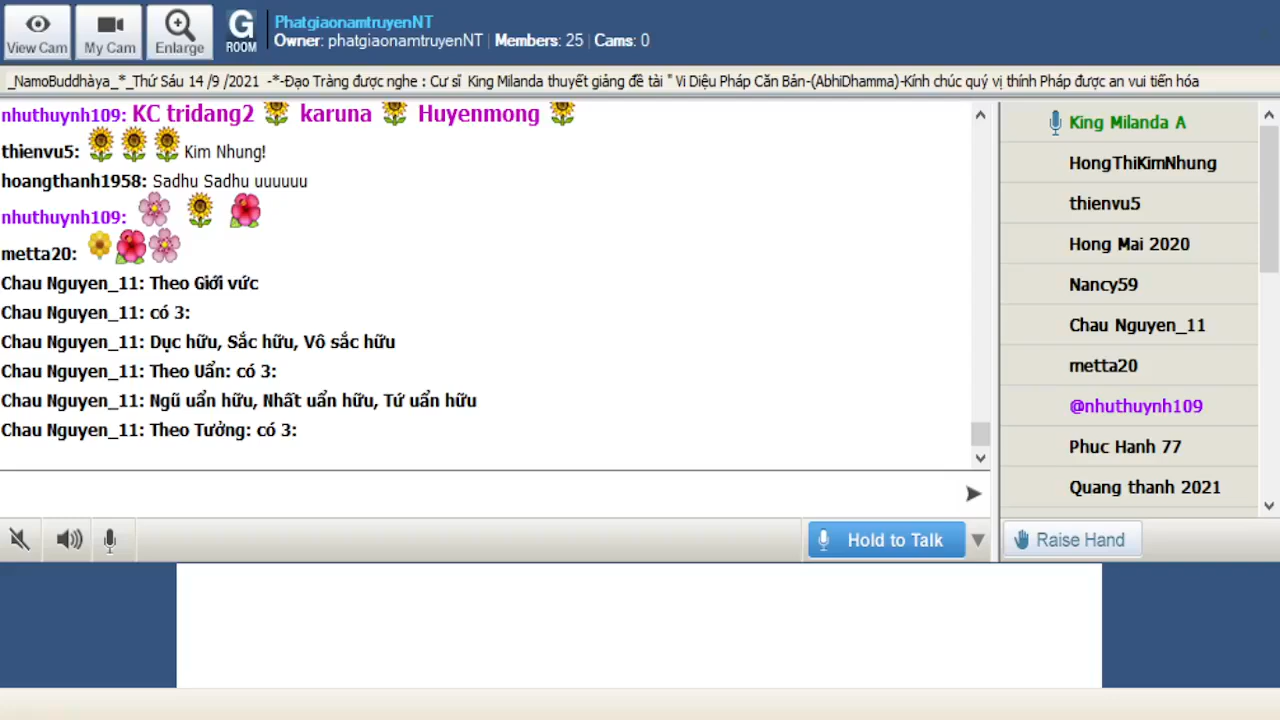 View Cam
My Cam
Enlarge
G
ROOM
PhatgiaonamtruyenNT
Owner: phatgiaonamtruyenNT | Members: 25 | Cams: 0
_NamoBuddhàya_*_Thứ Sáu 14 /9 /2021 -*-Đạo Tràng được nghe : Cư sĩ King Milanda thuyết giảng đề tài " Vi Diệu Pháp Căn Bản-(AbhiDhamma)-Kính chúc quý vị thính Pháp được an vui tiến hóa
nhuthuynh109: KC tridang2 🌻 karuna 🌻 Huyenmong 🌻
thienvu5: 🌻🌻🌻 Kim Nhung!
hoangthanh1958: Sadhu Sadhu uuuuuu
nhuthuynh109: 🌸 🌻 🌺
metta20: 🌼🌺🌸
Chau Nguyen_11: Theo Giới vức
Chau Nguyen_11: có 3:
Chau Nguyen_11: Dục hữu, Sắc hữu, Vô sắc hữu
Chau Nguyen_11: Theo Uẩn: có 3:
Chau Nguyen_11: Ngũ uẩn hữu, Nhất uẩn hữu, Tứ uẩn hữu
Chau Nguyen_11: Theo Tưởng: có 3:
King Milanda A
HongThiKimNhung
thienvu5
Hong Mai 2020
Nancy59
Chau Nguyen_11
metta20
@nhuthuynh109
Phuc Hanh 77
Quang thanh 2021
Hold to Talk
Raise Hand